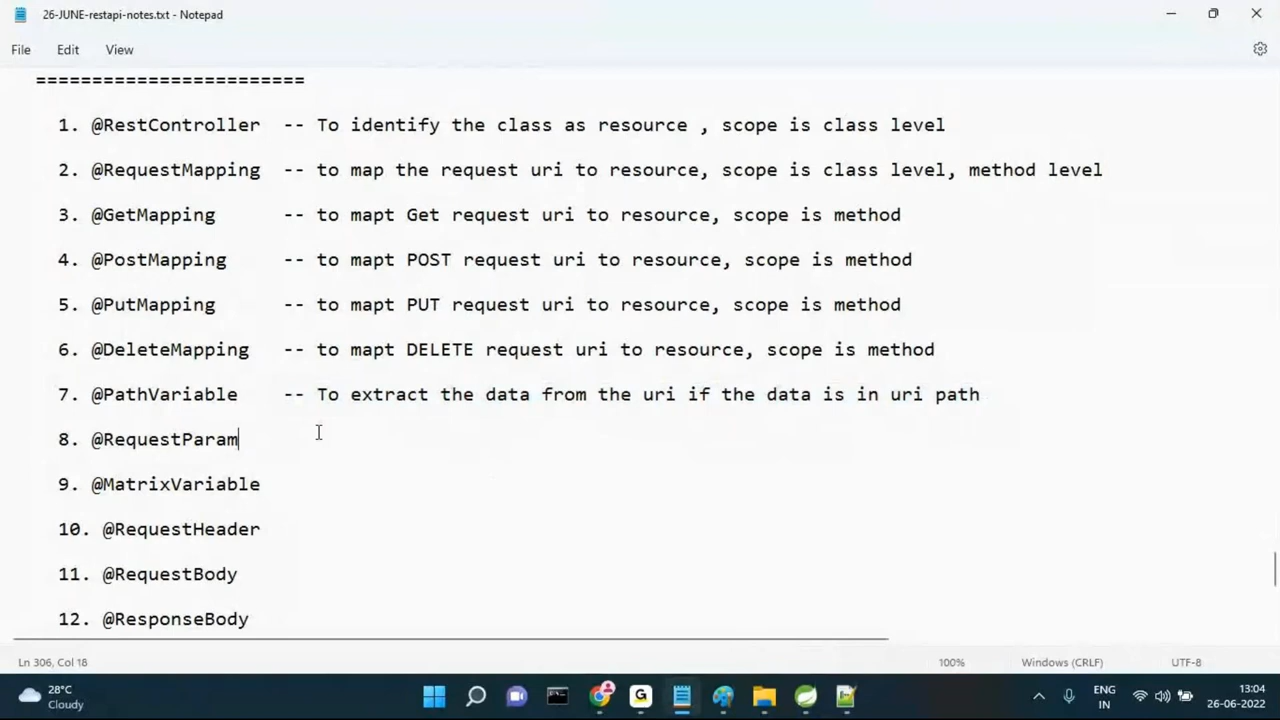 26-JUNE-restapi-notes.txt - Notepad
File Edit View
========================
1. @RestController -- To identify the class as resource , scope is class level
2. @RequestMapping -- to map the request uri to resource, scope is class level, method level
3. @GetMapping -- to mapt Get request uri to resource, scope is method
4. @PostMapping -- to mapt POST request uri to resource, scope is method
5. @PutMapping -- to mapt PUT request uri to resource, scope is method
6. @DeleteMapping -- to mapt DELETE request uri to resource, scope is method
7. @PathVariable -- To extract the data from the uri if the data is in uri path
8. @RequestParam
9. @MatrixVariable
10. @RequestHeader
11. @RequestBody
12. @ResponseBody
Ln 306, Col 18 100% Windows (CRLF) UTF-8
28°C
Cloudy
G
ENG
IN
13:04
26-06-2022